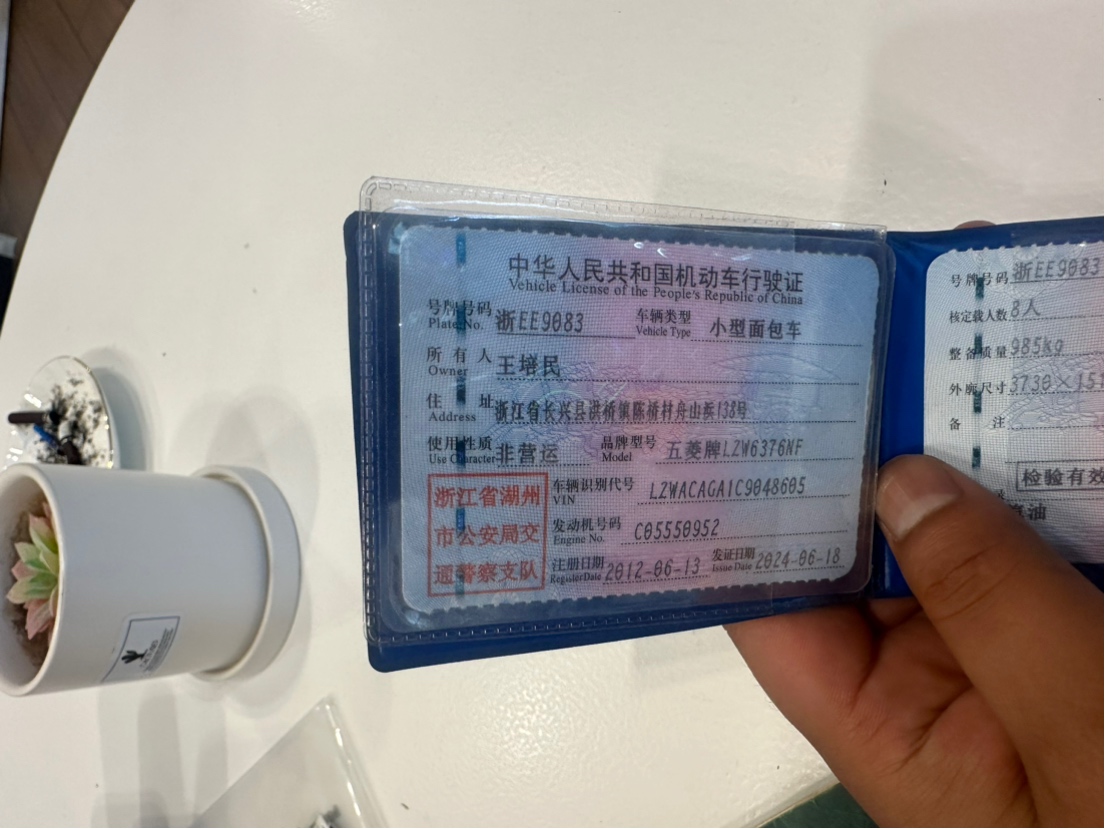 中华人民共和国机动车行驶证
Vehicle License of the People's Republic of China
号牌号码 浙EE9083 车辆类型 小型面包车
Plate No. Vehicle Type
所有人 王培民
Owner
住址 浙江省长兴县洪桥镇陈桥村舟山斢138号
Address
使用性质 非营运 品牌型号 五菱牌LZW6376NF
Use Character Model
浙江省湖州
市公安局交
通警察支队
车辆识别代号 LZWACAGA1C9048605
VIN
发动机号码 C05550952
Engine No.
注册日期 2012-06-13 发证日期 2024-06-18
Register Date Issue Date
号牌号码 浙EE9083
核定载人数 8人
整备质量 985kg
外廓尺寸 3730×151
备注
检验有效
汽油